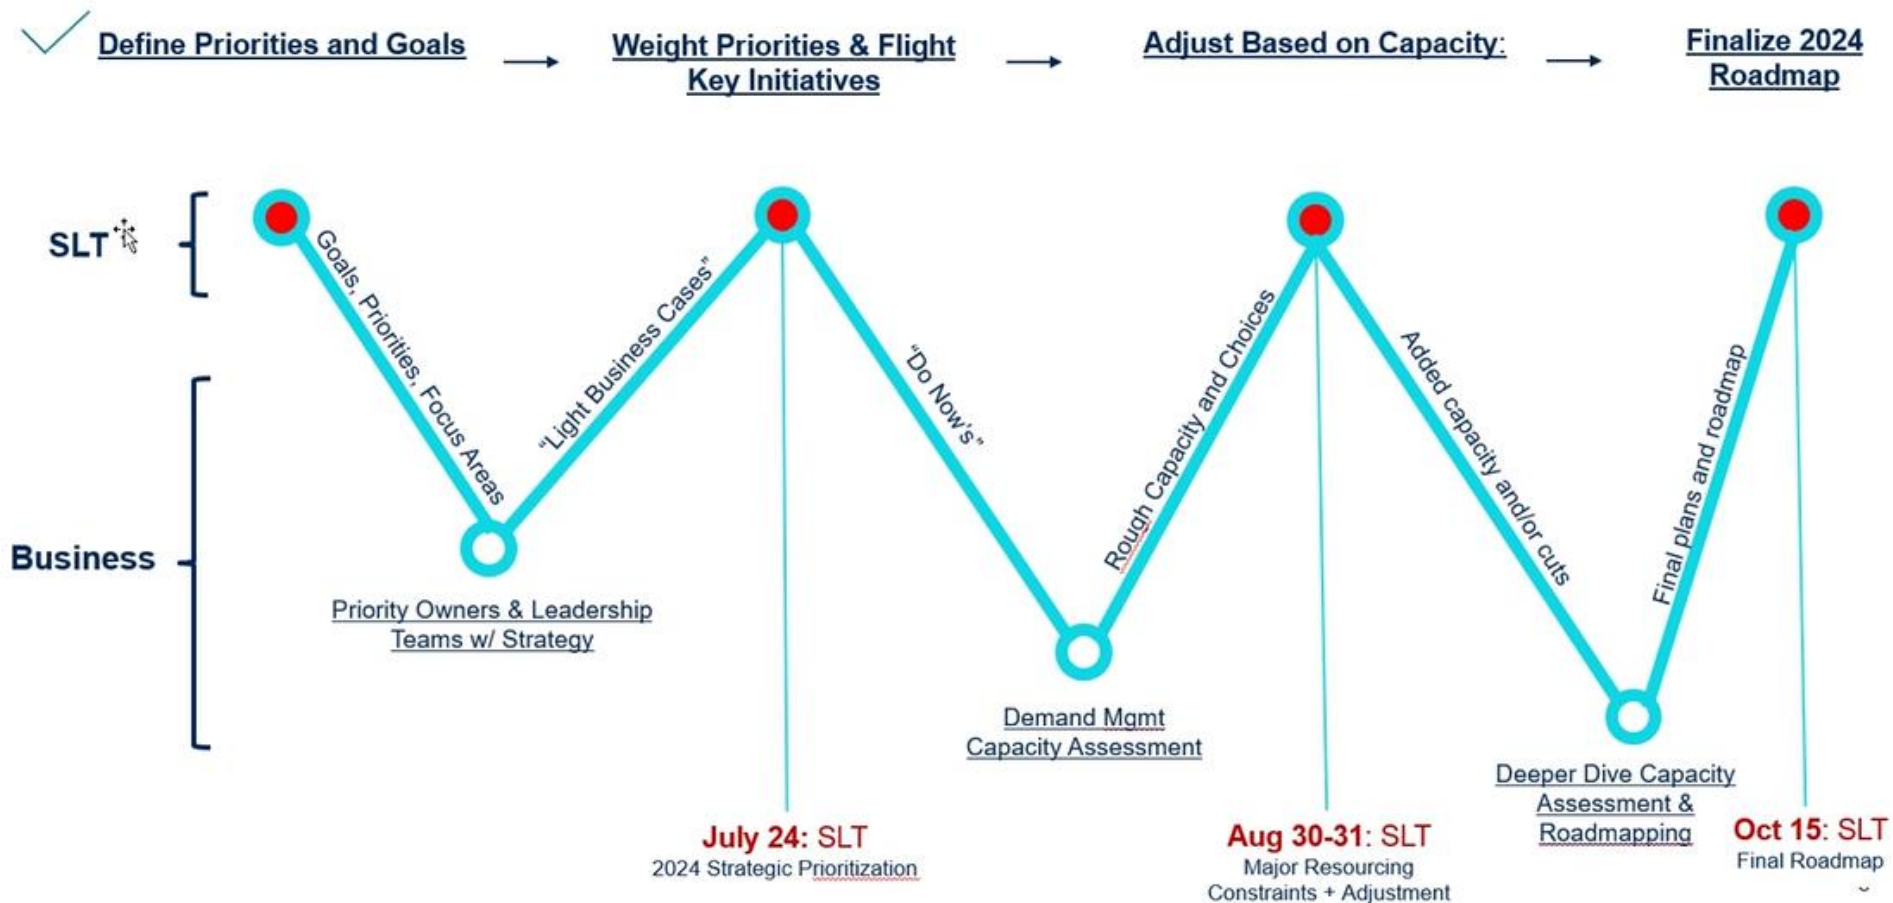 Define Priorities and Goals
Weight Priorities & Flight
Key Initiatives
Adjust Based on Capacity:
Finalize 2024
Roadmap
SLT
Business
Goals, Priorities, Focus Areas
“Light Business Cases”
“Do Now’s”
Rough Capacity and Choices
Added capacity and/or cuts
Final plans and roadmap
Priority Owners & Leadership
Teams w/ Strategy
Demand Mgmt
Capacity Assessment
Deeper Dive Capacity
Assessment &
Roadmapping
July 24: SLT
2024 Strategic Prioritization
Aug 30-31: SLT
Major Resourcing
Constraints + Adjustment
Oct 15: SLT
Final Roadmap